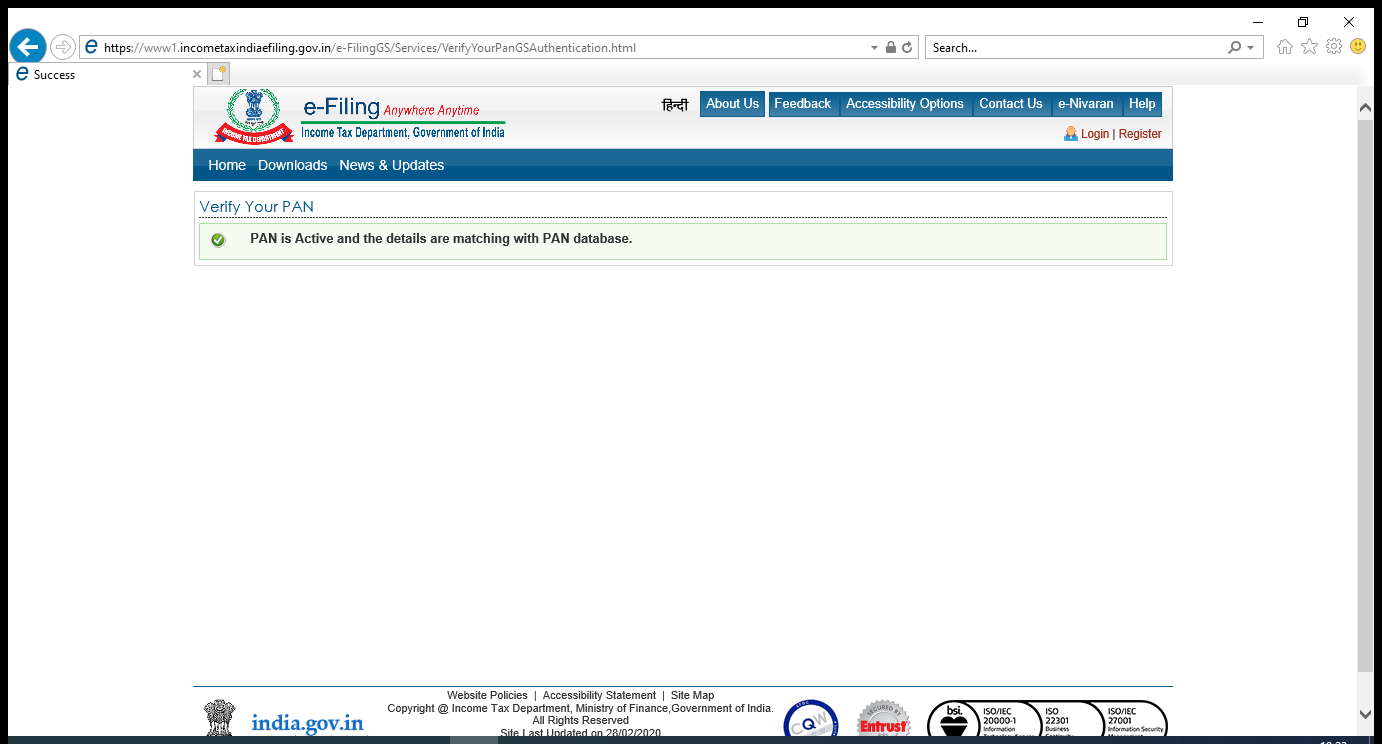 https://www1.incometaxindiaefiling.gov.in/e-FilingGS/Services/VerifyYourPanGSAuthentication.html
Search...
Success
e-Filing Anywhere Anytime
Income Tax Department, Government of India
INCOME TAX DEPARTMENT
हिन्दी About Us Feedback Accessibility Options Contact Us e-Nivaran Help
Login | Register
Home Downloads News & Updates
Verify Your PAN
PAN is Active and the details are matching with PAN database.
Website Policies | Accessibility Statement | Site Map
Copyright @ Income Tax Department, Ministry of Finance,Government of India.
All Rights Reserved
Site Last Updated on 28/02/2020
india.gov.in
CQW
SECURED BY
Entrust
bsi.
ISO/IEC
20000-1
Information
ISO
22301
Business
ISO/IEC
27001
Information Security